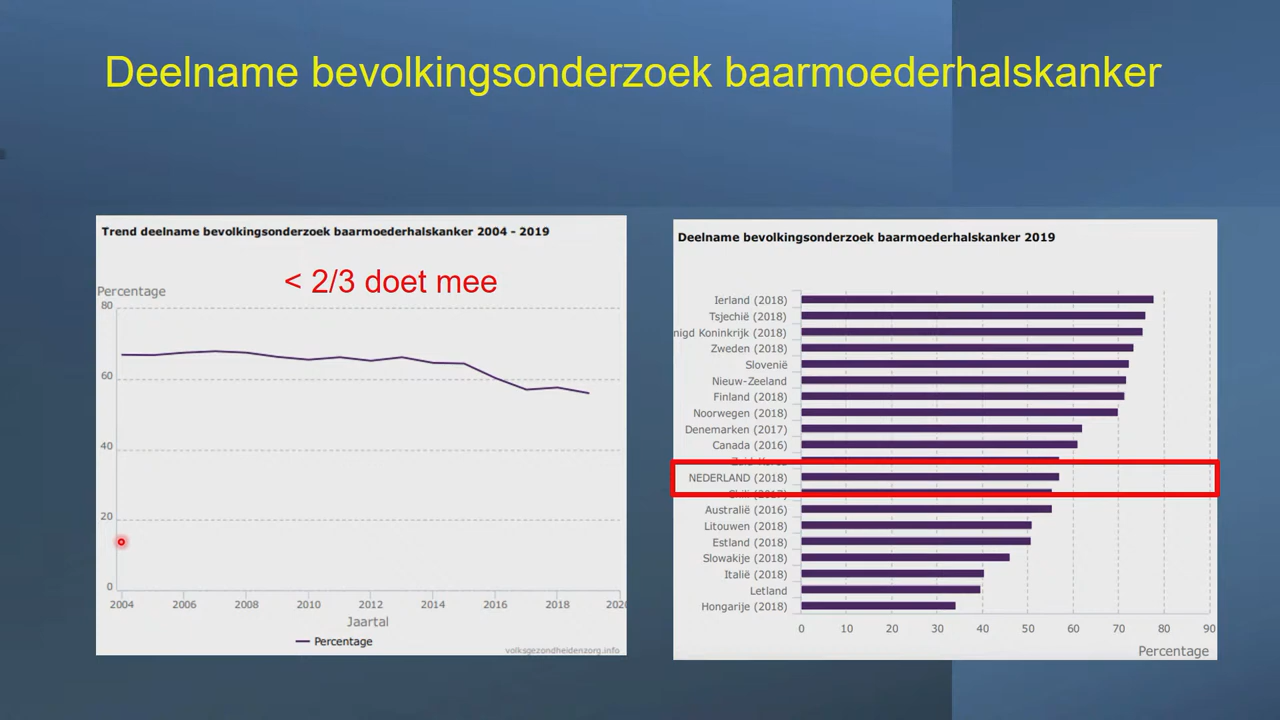 Deelname bevolkingsonderzoek baarmoederhalskanker
Trend deelname bevolkingsonderzoek baarmoederhalskanker 2004 - 2019
< 2/3 doet mee
Percentage
80
60
40
20
0
2004 2006 2008 2010 2012 2014 2016 2018 2020
Jaartal
Percentage
volksgezondheidenzorg.info
Deelname bevolkingsonderzoek baarmoederhalskanker 2019
Ierland (2018)
Tsjechië (2018)
nigd Koninkrijk (2018)
Zweden (2018)
Slovenië
Nieuw-Zeeland
Finland (2018)
Noorwegen (2018)
Denemarken (2017)
Canada (2016)
NEDERLAND (2018)
Australië (2016)
Litouwen (2018)
Estland (2018)
Slowakije (2018)
Italië (2018)
Letland
Hongarije (2018)
0 10 20 30 40 50 60 70 80 90
Percentage